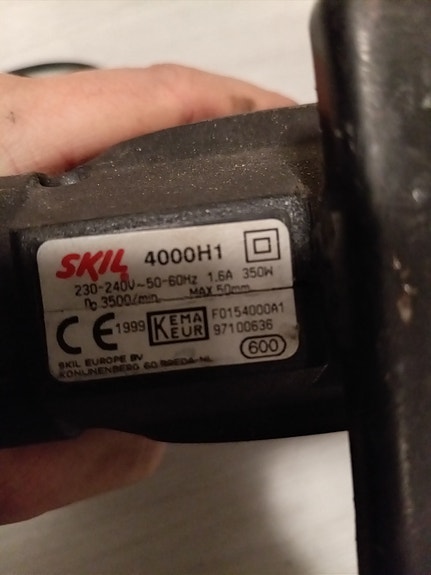 SKIL 4000H1
230-240V~50-60Hz 1.6A 350W
n₀ 3500/min. MAX 50mm
CE 1999 KEMA KEUR F0154000A1
97100636
600
SKIL EUROPE BV
KONIJNENBERG 60 BREDA-NL